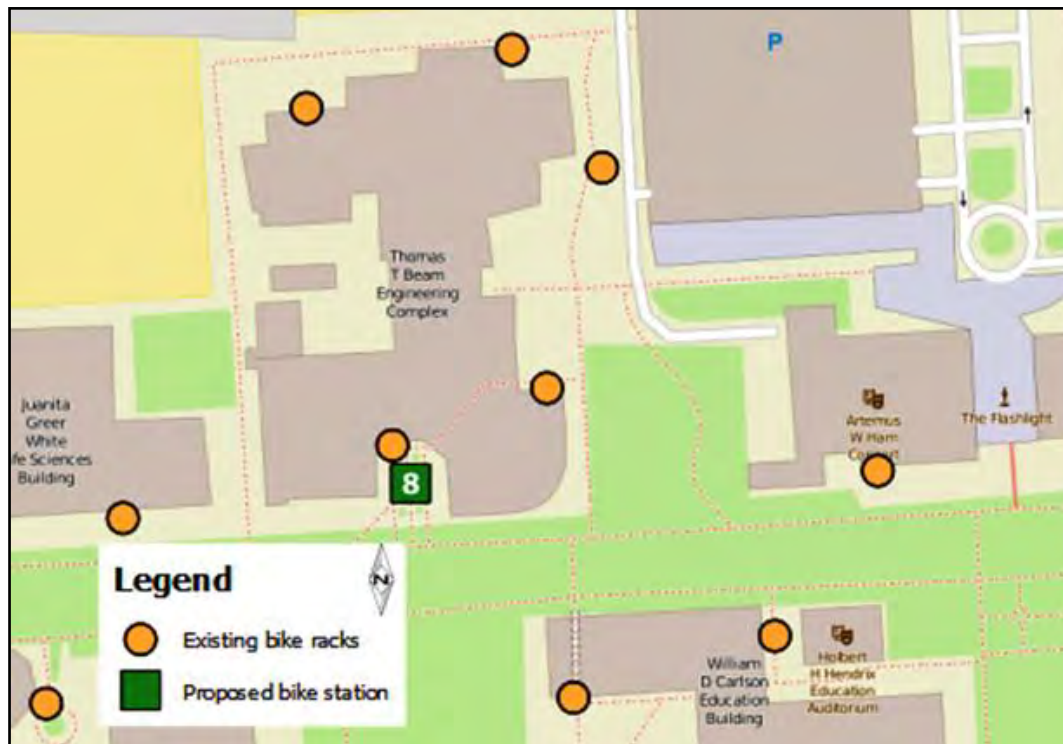 P
Thomas
T Beam
Engineering
Complex
Juanita
Greer
White
fe Sciences
Building
Artemus
W Ham
The Flashlight
8
Legend
N
Existing bike racks
Proposed bike station
William
D Carlson
Education
Building
Holbert
H Hendrix
Education
Auditorium